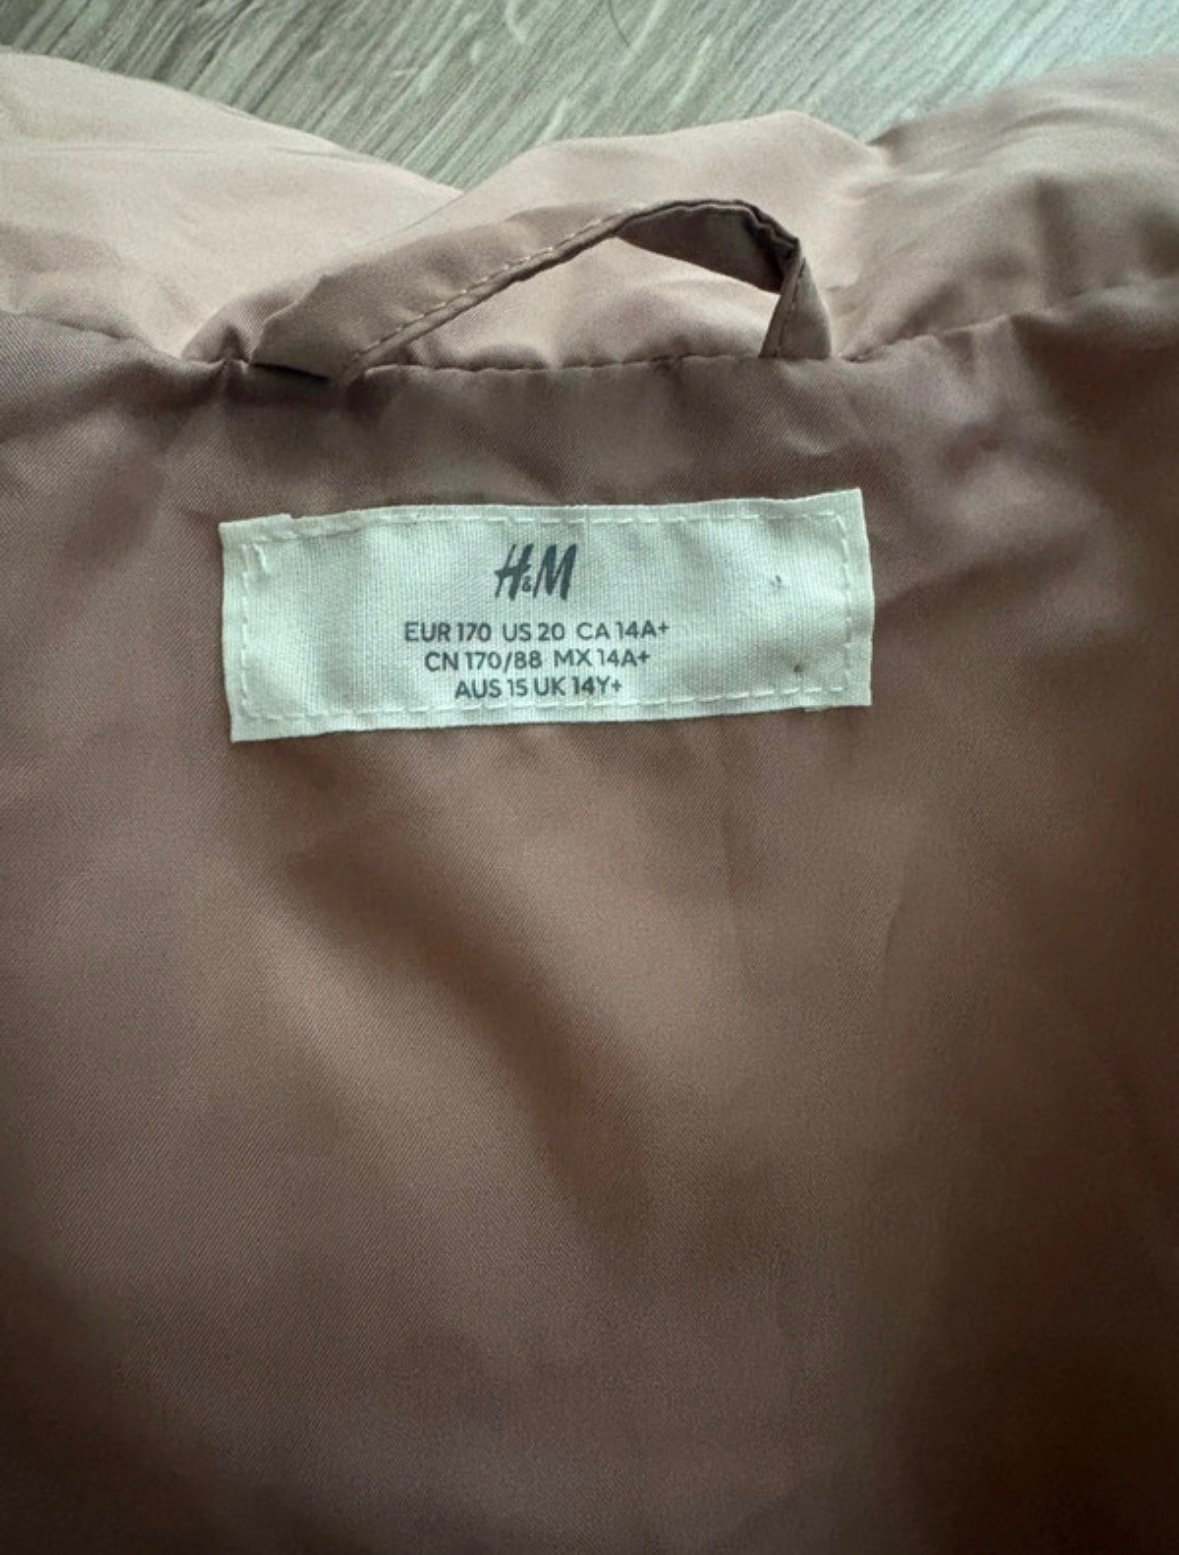 H&M
EUR 170 US 20 CA 14A+
CN 170/88 MX 14A+
AUS 15 UK 14Y+